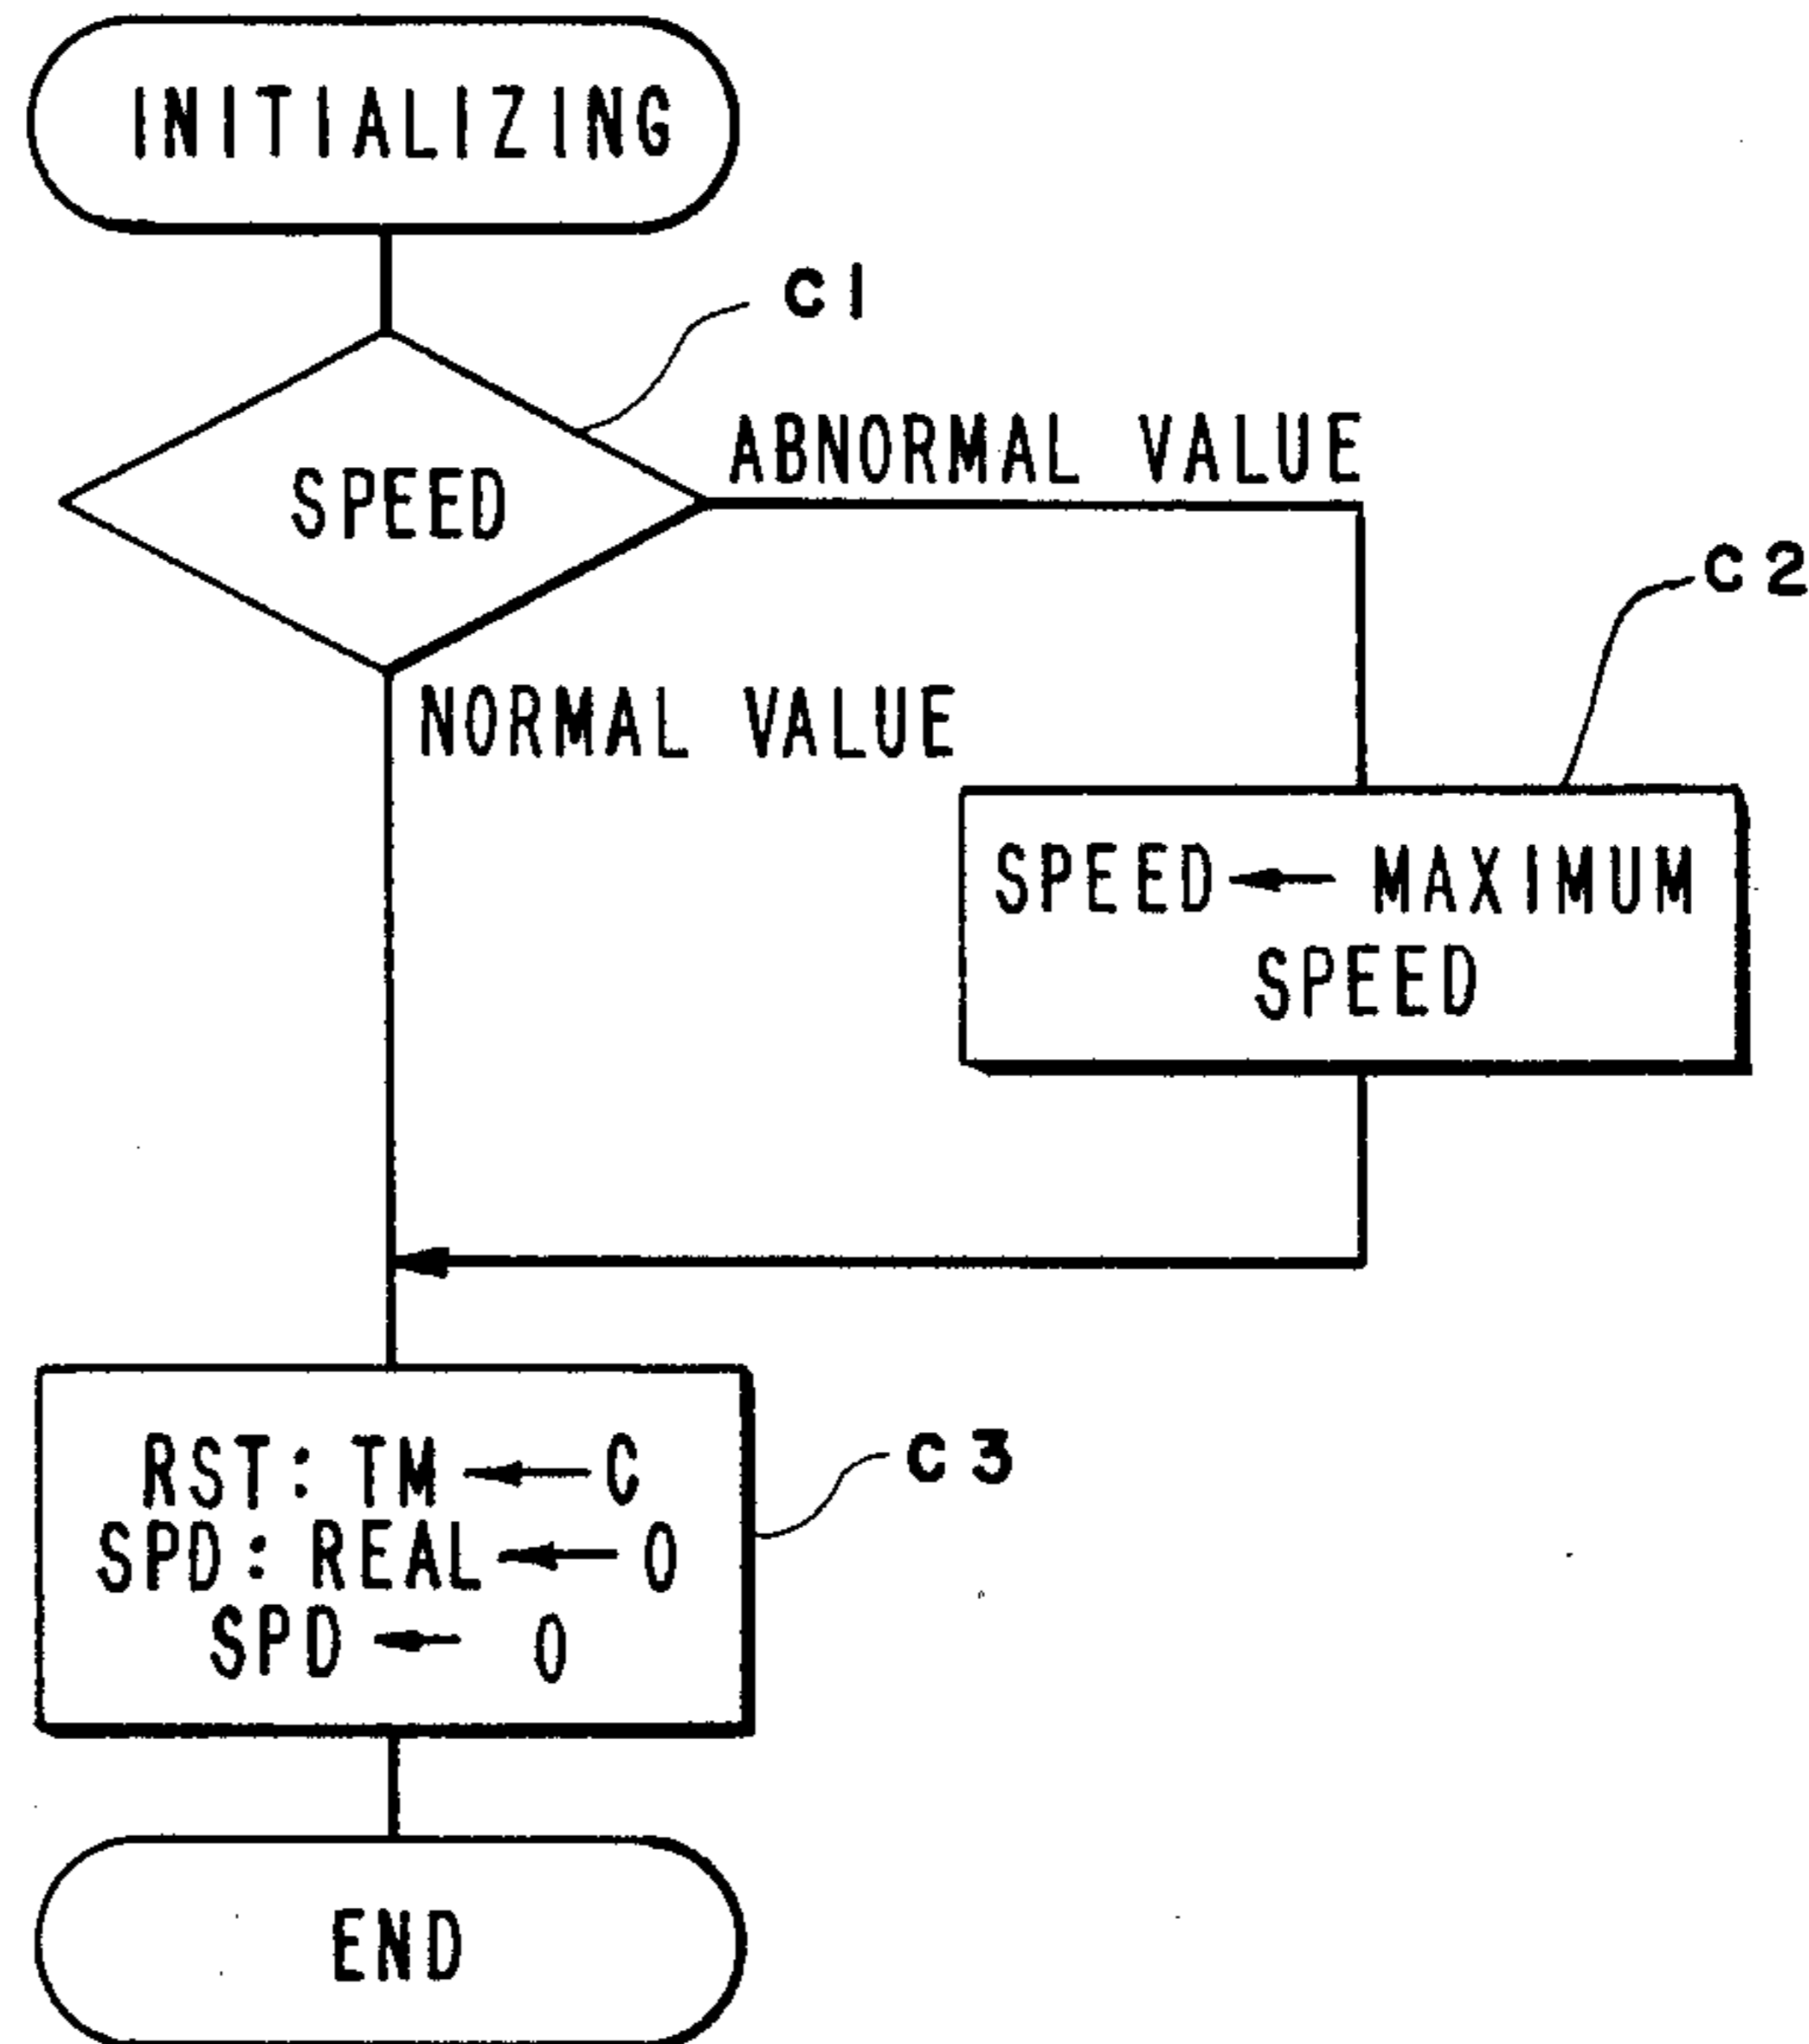 INITIALIZING
C1
ABNORMAL VALUE
SPEED
C2
NORMAL VALUE
SPEED ← MAXIMUM
SPEED
RST: TM ← C
C3
SPD: REAL ← 0
SPD ← 0
END